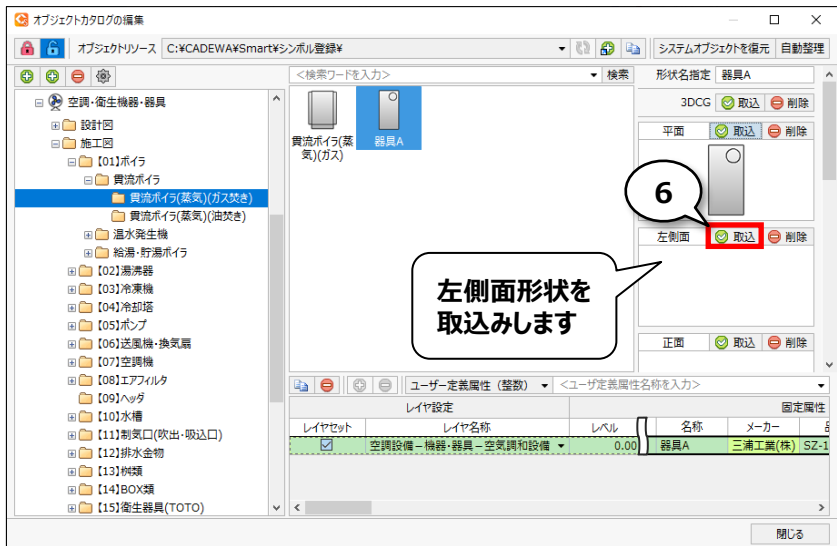 オブジェクトカタログの編集
オブジェクトリソース C:¥CADEWA¥Smart¥シンボル登録¥
システムオブジェクトを復元 自動整理
<検索ワードを入力> 検索
形状名指定 器具A
空調・衛生機器・器具
設計図
施工図
【01】ボイラ
貫流ボイラ
貫流ボイラ(蒸気)(ガス焚き)
貫流ボイラ(蒸気)(油焚き)
温水発生機
給湯・貯湯ボイラ
【02】湯沸器
【03】冷凍機
【04】冷却塔
【05】ポンプ
【06】送風機・換気扇
【07】空調機
【08】エアフィルタ
【09】ヘッダ
【10】水槽
【11】制気口(吹出・吸込口)
【12】排水金物
【13】桝類
【14】BOX類
【15】衛生器具(TOTO)
貫流ボイラ(蒸
気)(ガス)
器具A
3DCG 取込 削除
平面 取込 削除
6
左側面 取込 削除
左側面形状を
取込みします
正面 取込 削除
ユーザー定義属性（整数） <ユーザ定義属性名称を入力>
レイヤ設定 固定属性
レイヤセット レイヤ名称 レベル 名称 メーカー
空調設備－機器・器具－空気調和設備 0.00 器具A 三浦工業(株) SZ-1
閉じる